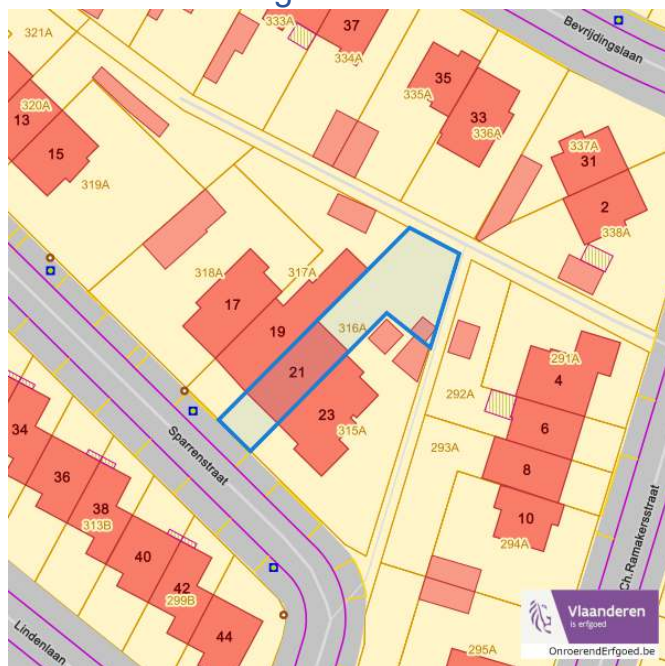 321A
333A
37
334A
Bevrijdingslaan
35
335A
33
336A
337A
31
2
338A
320A
13
15
319A
318A
317A
17
19
316A
21
23
315A
291A
4
292A
6
293A
8
10
294A
295A
Sparrenstraat
Ch.Ramakersstraat
34
36
38
313B
40
42
299B
44
Lindenlaan
Vlaanderen
is erfgoed
OnroerendErfgoed.be